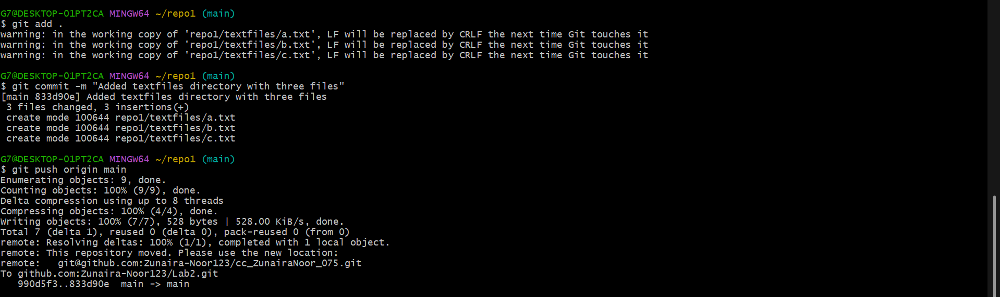 G7@DESKTOP-01PT2CA MINGW64 ~/repo1 (main)
$ git add .
warning: in the working copy of 'repo1/textfiles/a.txt', LF will be replaced by CRLF the next time Git touches it
warning: in the working copy of 'repo1/textfiles/b.txt', LF will be replaced by CRLF the next time Git touches it
warning: in the working copy of 'repo1/textfiles/c.txt', LF will be replaced by CRLF the next time Git touches it
G7@DESKTOP-01PT2CA MINGW64 ~/repo1 (main)
$ git commit -m "Added textfiles directory with three files"
[main 833d90e] Added textfiles directory with three files
 3 files changed, 3 insertions(+)
 create mode 100644 repo1/textfiles/a.txt
 create mode 100644 repo1/textfiles/b.txt
 create mode 100644 repo1/textfiles/c.txt
G7@DESKTOP-01PT2CA MINGW64 ~/repo1 (main)
$ git push origin main
Enumerating objects: 9, done.
Counting objects: 100% (9/9), done.
Delta compression using up to 8 threads
Compressing objects: 100% (4/4), done.
Writing objects: 100% (7/7), 528 bytes | 528.00 KiB/s, done.
Total 7 (delta 1), reused 0 (delta 0), pack-reused 0 (from 0)
remote: Resolving deltas: 100% (1/1), completed with 1 local object.
remote: This repository moved. Please use the new location:
remote:   git@github.com:Zunaira-Noor123/cc_ZunairaNoor_075.git
To github.com:Zunaira-Noor123/Lab2.git
   990d5f3..833d90e  main -> main